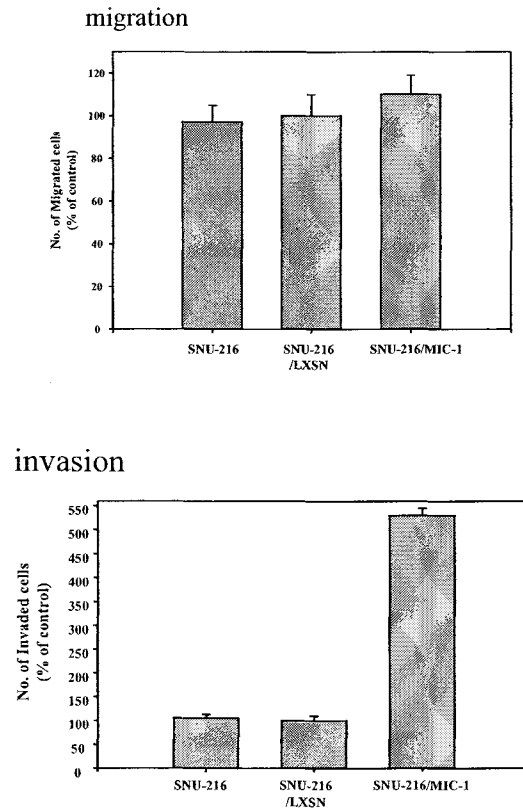 migration
No. of Migrated cells
(% of control)
120
100
80
60
40
20
0
SNU-216
SNU-216
/LXSN
SNU-216/MIC-1
invasion
No. of Invaded cells
(% of control)
550
500
450
400
350
300
250
200
150
100
50
0
SNU-216
SNU-216
/LXSN
SNU-216/MIC-1